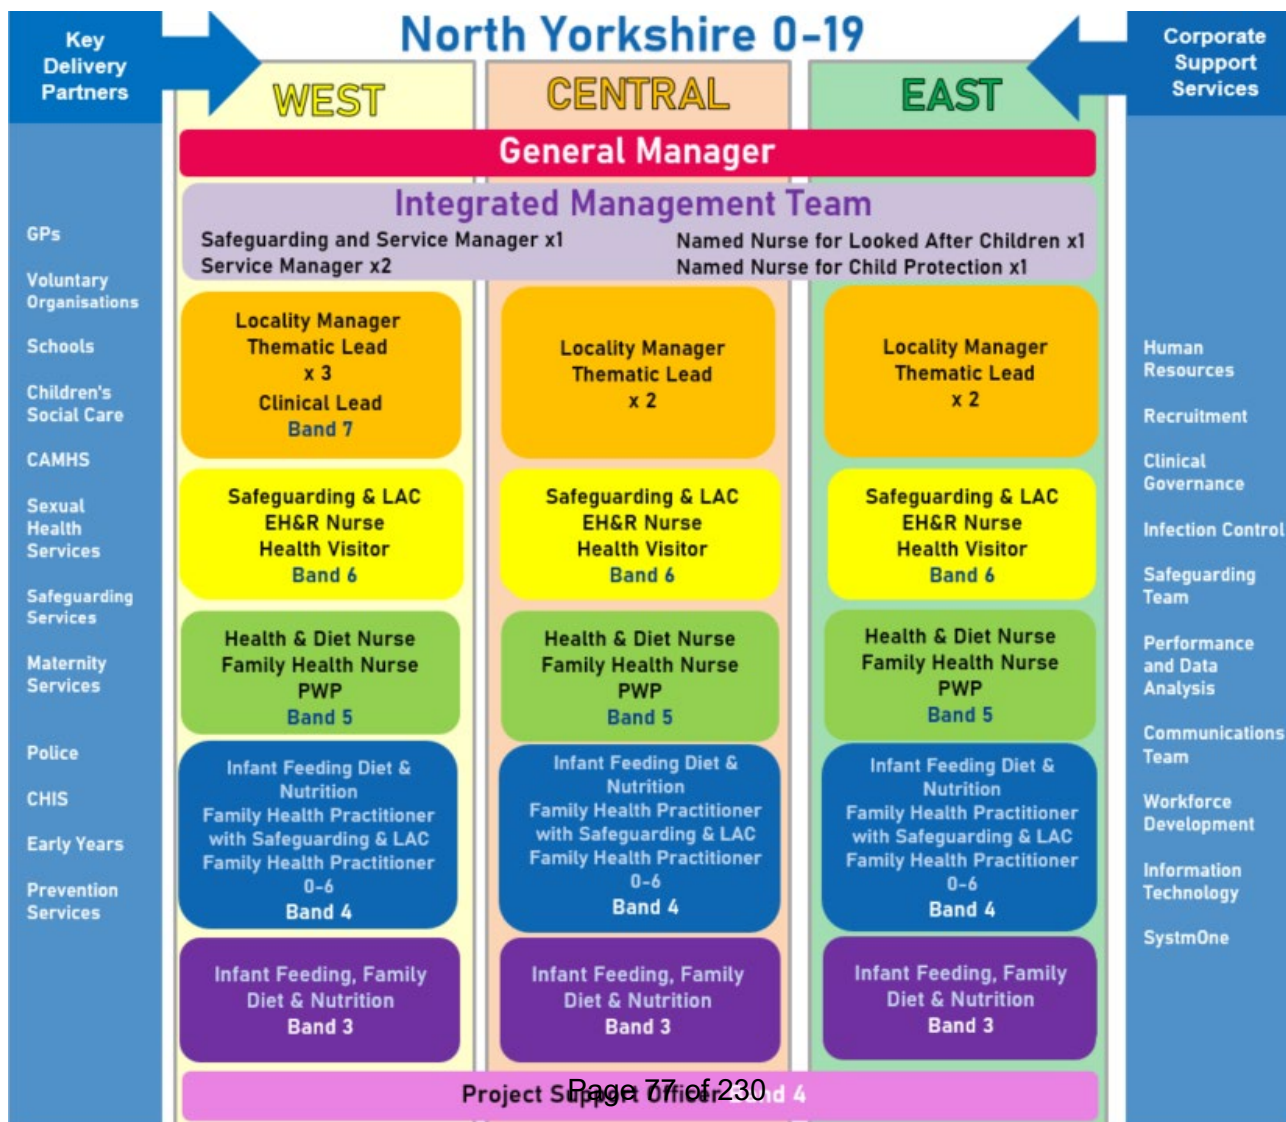 Key
Delivery
Partners
GPs
Voluntary
Organisations
Schools
Children's
Social Care
CAMHS
Sexual
Health
Services
Safeguarding
Services
Maternity
Services
Police
CHIS
Early Years
Prevention
Services
North Yorkshire 0-19
WEST
CENTRAL
EAST
General Manager
Integrated Management Team
Safeguarding and Service Manager x1
Service Manager x2
Named Nurse for Looked After Children x1
Named Nurse for Child Protection x1
Locality Manager
Thematic Lead
x 3
Clinical Lead
Band 7
Locality Manager
Thematic Lead
x 2
Locality Manager
Thematic Lead
x 2
Safeguarding & LAC
EH&R Nurse
Health Visitor
Band 6
Safeguarding & LAC
EH&R Nurse
Health Visitor
Band 6
Safeguarding & LAC
EH&R Nurse
Health Visitor
Band 6
Health & Diet Nurse
Family Health Nurse
PWP
Band 5
Health & Diet Nurse
Family Health Nurse
PWP
Band 5
Health & Diet Nurse
Family Health Nurse
PWP
Band 5
Infant Feeding Diet &
Nutrition
Family Health Practitioner
with Safeguarding & LAC
Family Health Practitioner
0-6
Band 4
Infant Feeding Diet &
Nutrition
Family Health Practitioner
with Safeguarding & LAC
Family Health Practitioner
0-6
Band 4
Infant Feeding Diet &
Nutrition
Family Health Practitioner
with Safeguarding & LAC
Family Health Practitioner
0-6
Band 4
Infant Feeding, Family
Diet & Nutrition
Band 3
Infant Feeding, Family
Diet & Nutrition
Band 3
Infant Feeding, Family
Diet & Nutrition
Band 3
Project Support Officer Band 4
Page 77 of 230
Corporate
Support
Services
Human
Resources
Recruitment
Clinical
Governance
Infection Control
Safeguarding
Team
Performance
and Data
Analysis
Communications
Team
Workforce
Development
Information
Technology
SystmOne